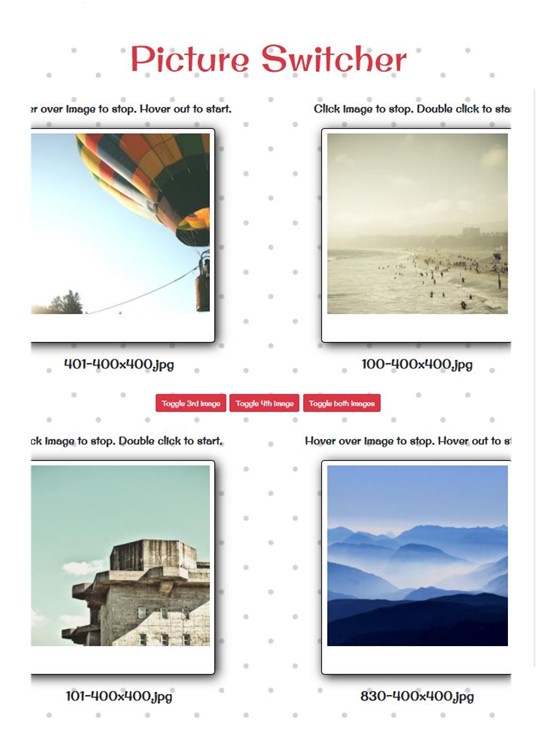 Picture Switcher
er over image to stop. Hover out to start.
Click image to stop. Double click to sta
401-400x400.jpg
100-400x400.jpg
Toggle 3rd image Toggle 4th image Toggle both images
ck image to stop. Double click to start.
Hover over image to stop. Hover out to st
101-400x400.jpg
830-400x400.jpg